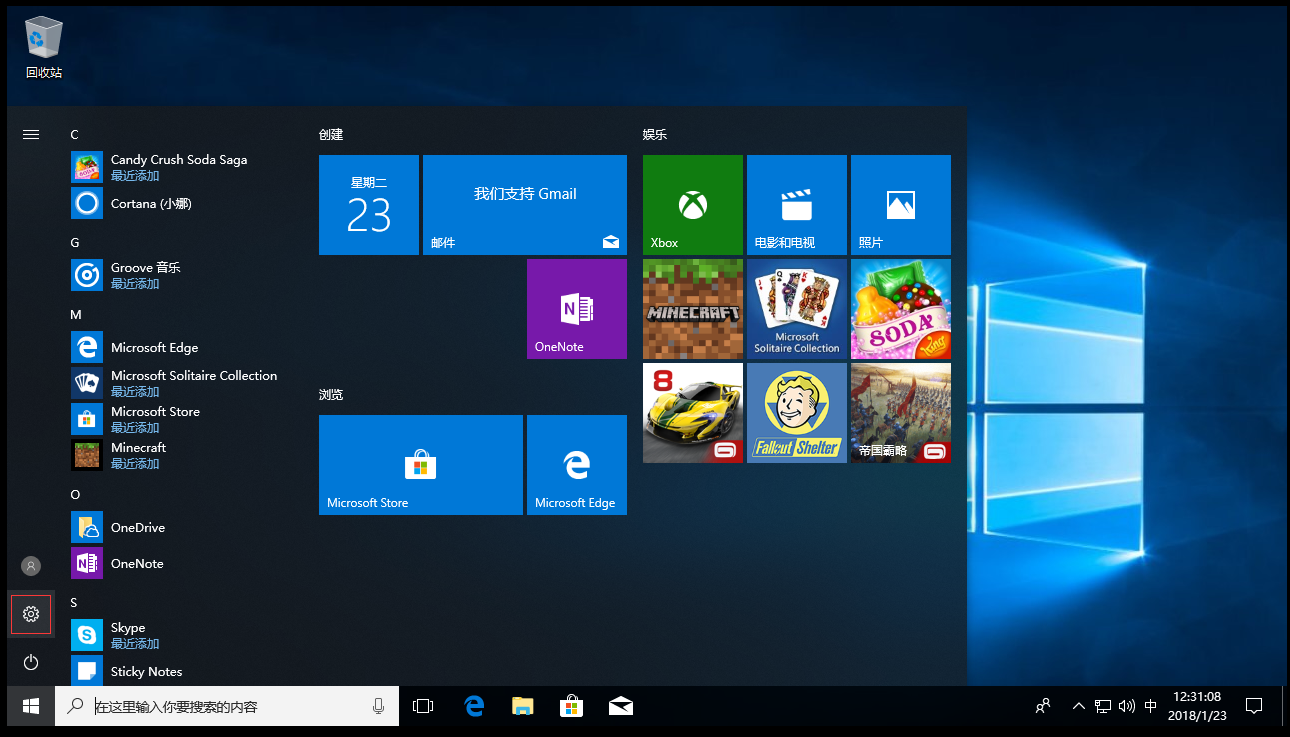 回收站
C
Candy Crush Soda Saga
最近添加
Cortana (小娜)
G
Groove 音乐
最近添加
M
Microsoft Edge
Microsoft Solitaire Collection
最近添加
Microsoft Store
最近添加
Minecraft
最近添加
O
OneDrive
OneNote
S
Skype
最近添加
Sticky Notes
创建
星期二
23
我们支持 Gmail
邮件
OneNote
浏览
Microsoft Store
Microsoft Edge
娱乐
Xbox
电影和电视
照片
MINECRAFT
Microsoft
Solitaire Collection
SODA
King
8
Fallout Shelter
帝国霸略
在这里输入你要搜索的内容
中
12:31:08
2018/1/23